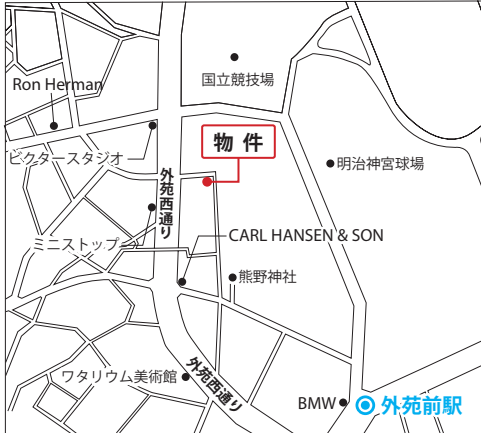 国立競技場
Ron Herman
物件
ビクタースタジオ
明治神宮球場
外苑西通り
ミニストップ
CARL HANSEN & SON
熊野神社
ワタリウム美術館
外苑西通り
BMW
外苑前駅